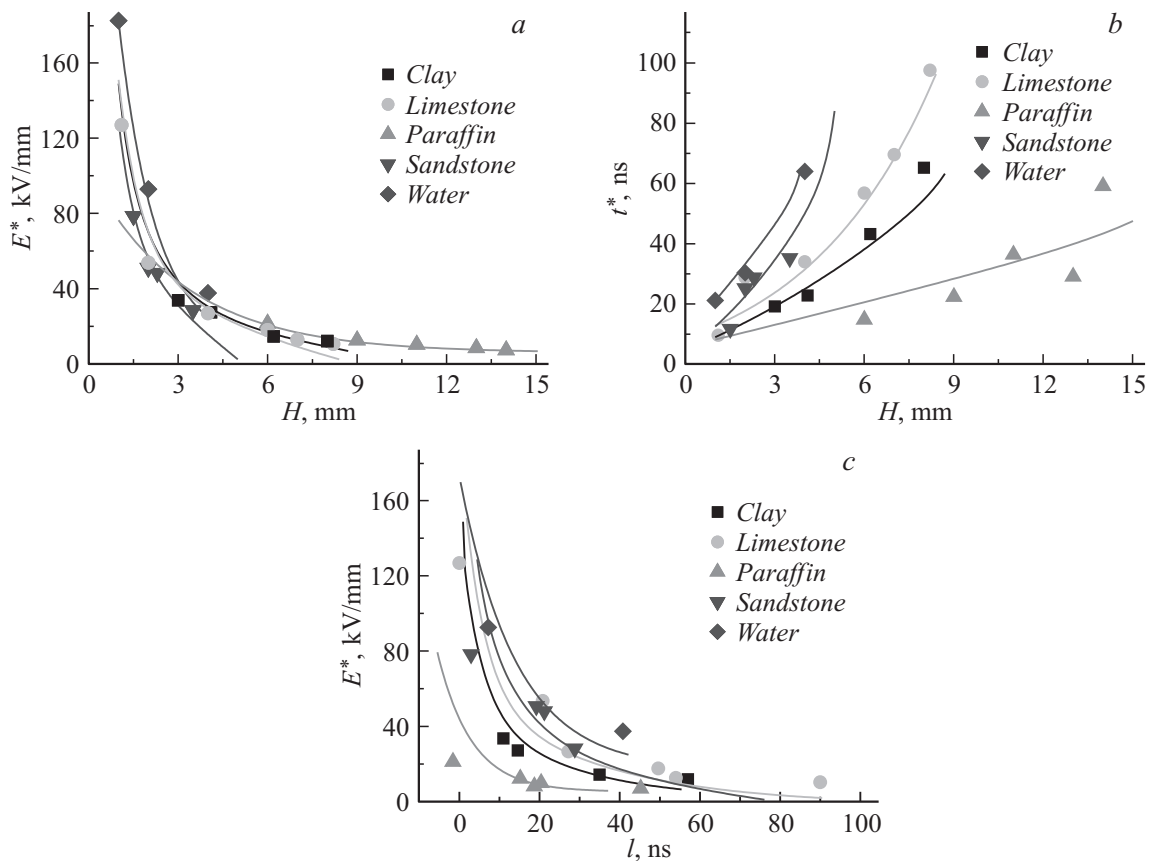 a
160
120
80
40
0
E*, kV/mm
Clay
Limestone
Paraffin
Sandstone
Water
0 3 6 9 12 15
H, mm
b
100
80
60
40
20
0
t*, ns
Clay
Limestone
Paraffin
Sandstone
Water
0 3 6 9 12 15
H, mm
c
160
120
80
40
0
E*, kV/mm
Clay
Limestone
Paraffin
Sandstone
Water
0 20 40 60 80 100
l, ns